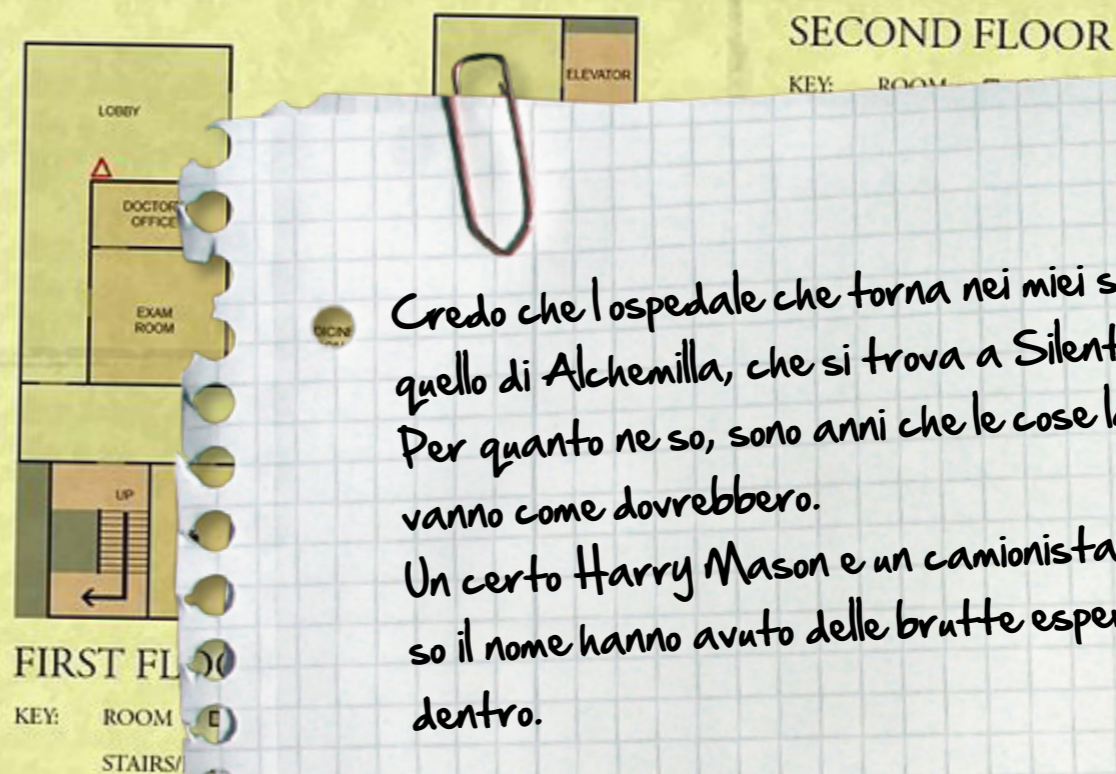 SECOND FLOOR
KEY: ROOM
ELEVATOR
LOBBY
DOCTOR
OFFICE
EXAM
ROOM
UP
FIRST FL
KEY: ROOM
STAIRS/
Credo che l ospedale che torna nei miei s
quello di Alchemilla, che si trova a Silent
Per quanto ne so, sono anni che le cose
vanno come dovrebbero.
Un certo Harry Mason e un camionista
so il nome hanno avuto delle brutte esper
dentro.